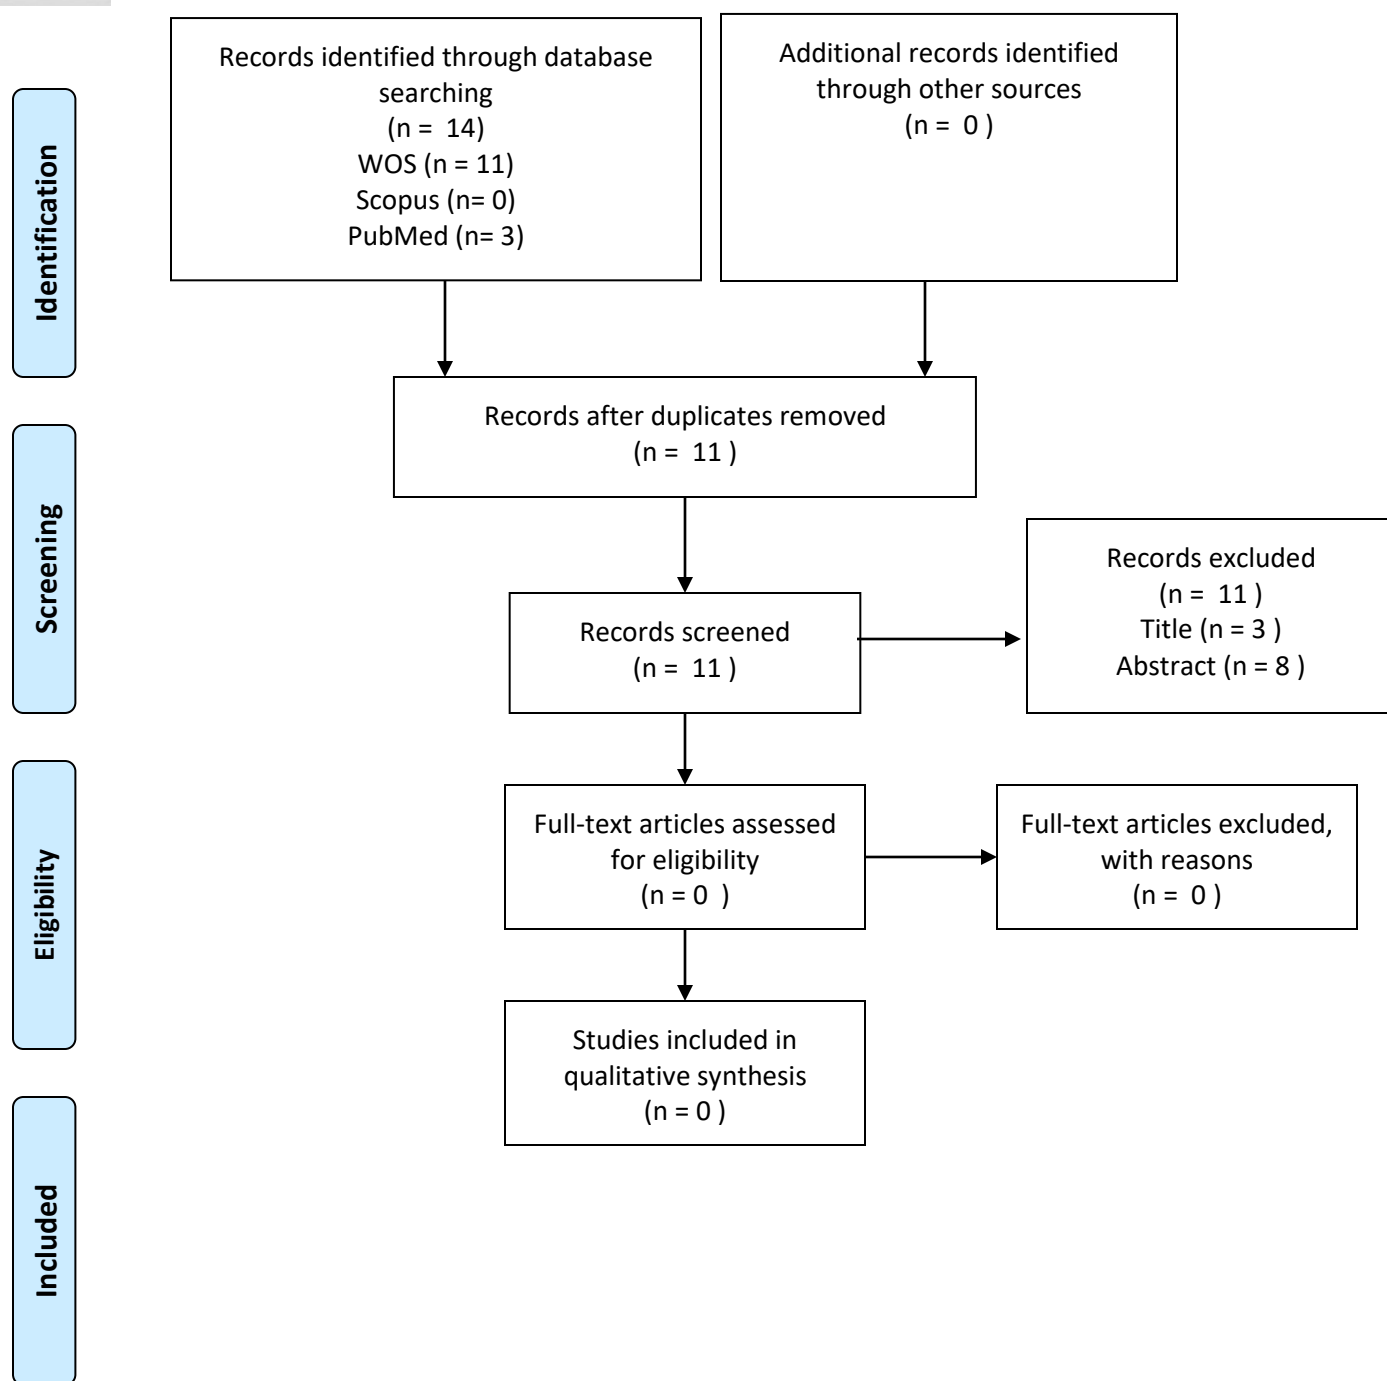 Records identified through database
searching
(n =  14)
WOS (n = 11)
Scopus (n= 0)
PubMed (n= 3)
Additional records identified
through other sources
(n =  0 )
Identification
Records after duplicates removed
(n =  11 )
Screening
Records screened
(n =  11 )
Records excluded
(n =  11 )
Title (n = 3 )
Abstract (n = 8 )
Eligibility
Full-text articles assessed
for eligibility
(n = 0  )
Full-text articles excluded,
with reasons
(n =  0 )
Studies included in
qualitative synthesis
(n = 0 )
Included